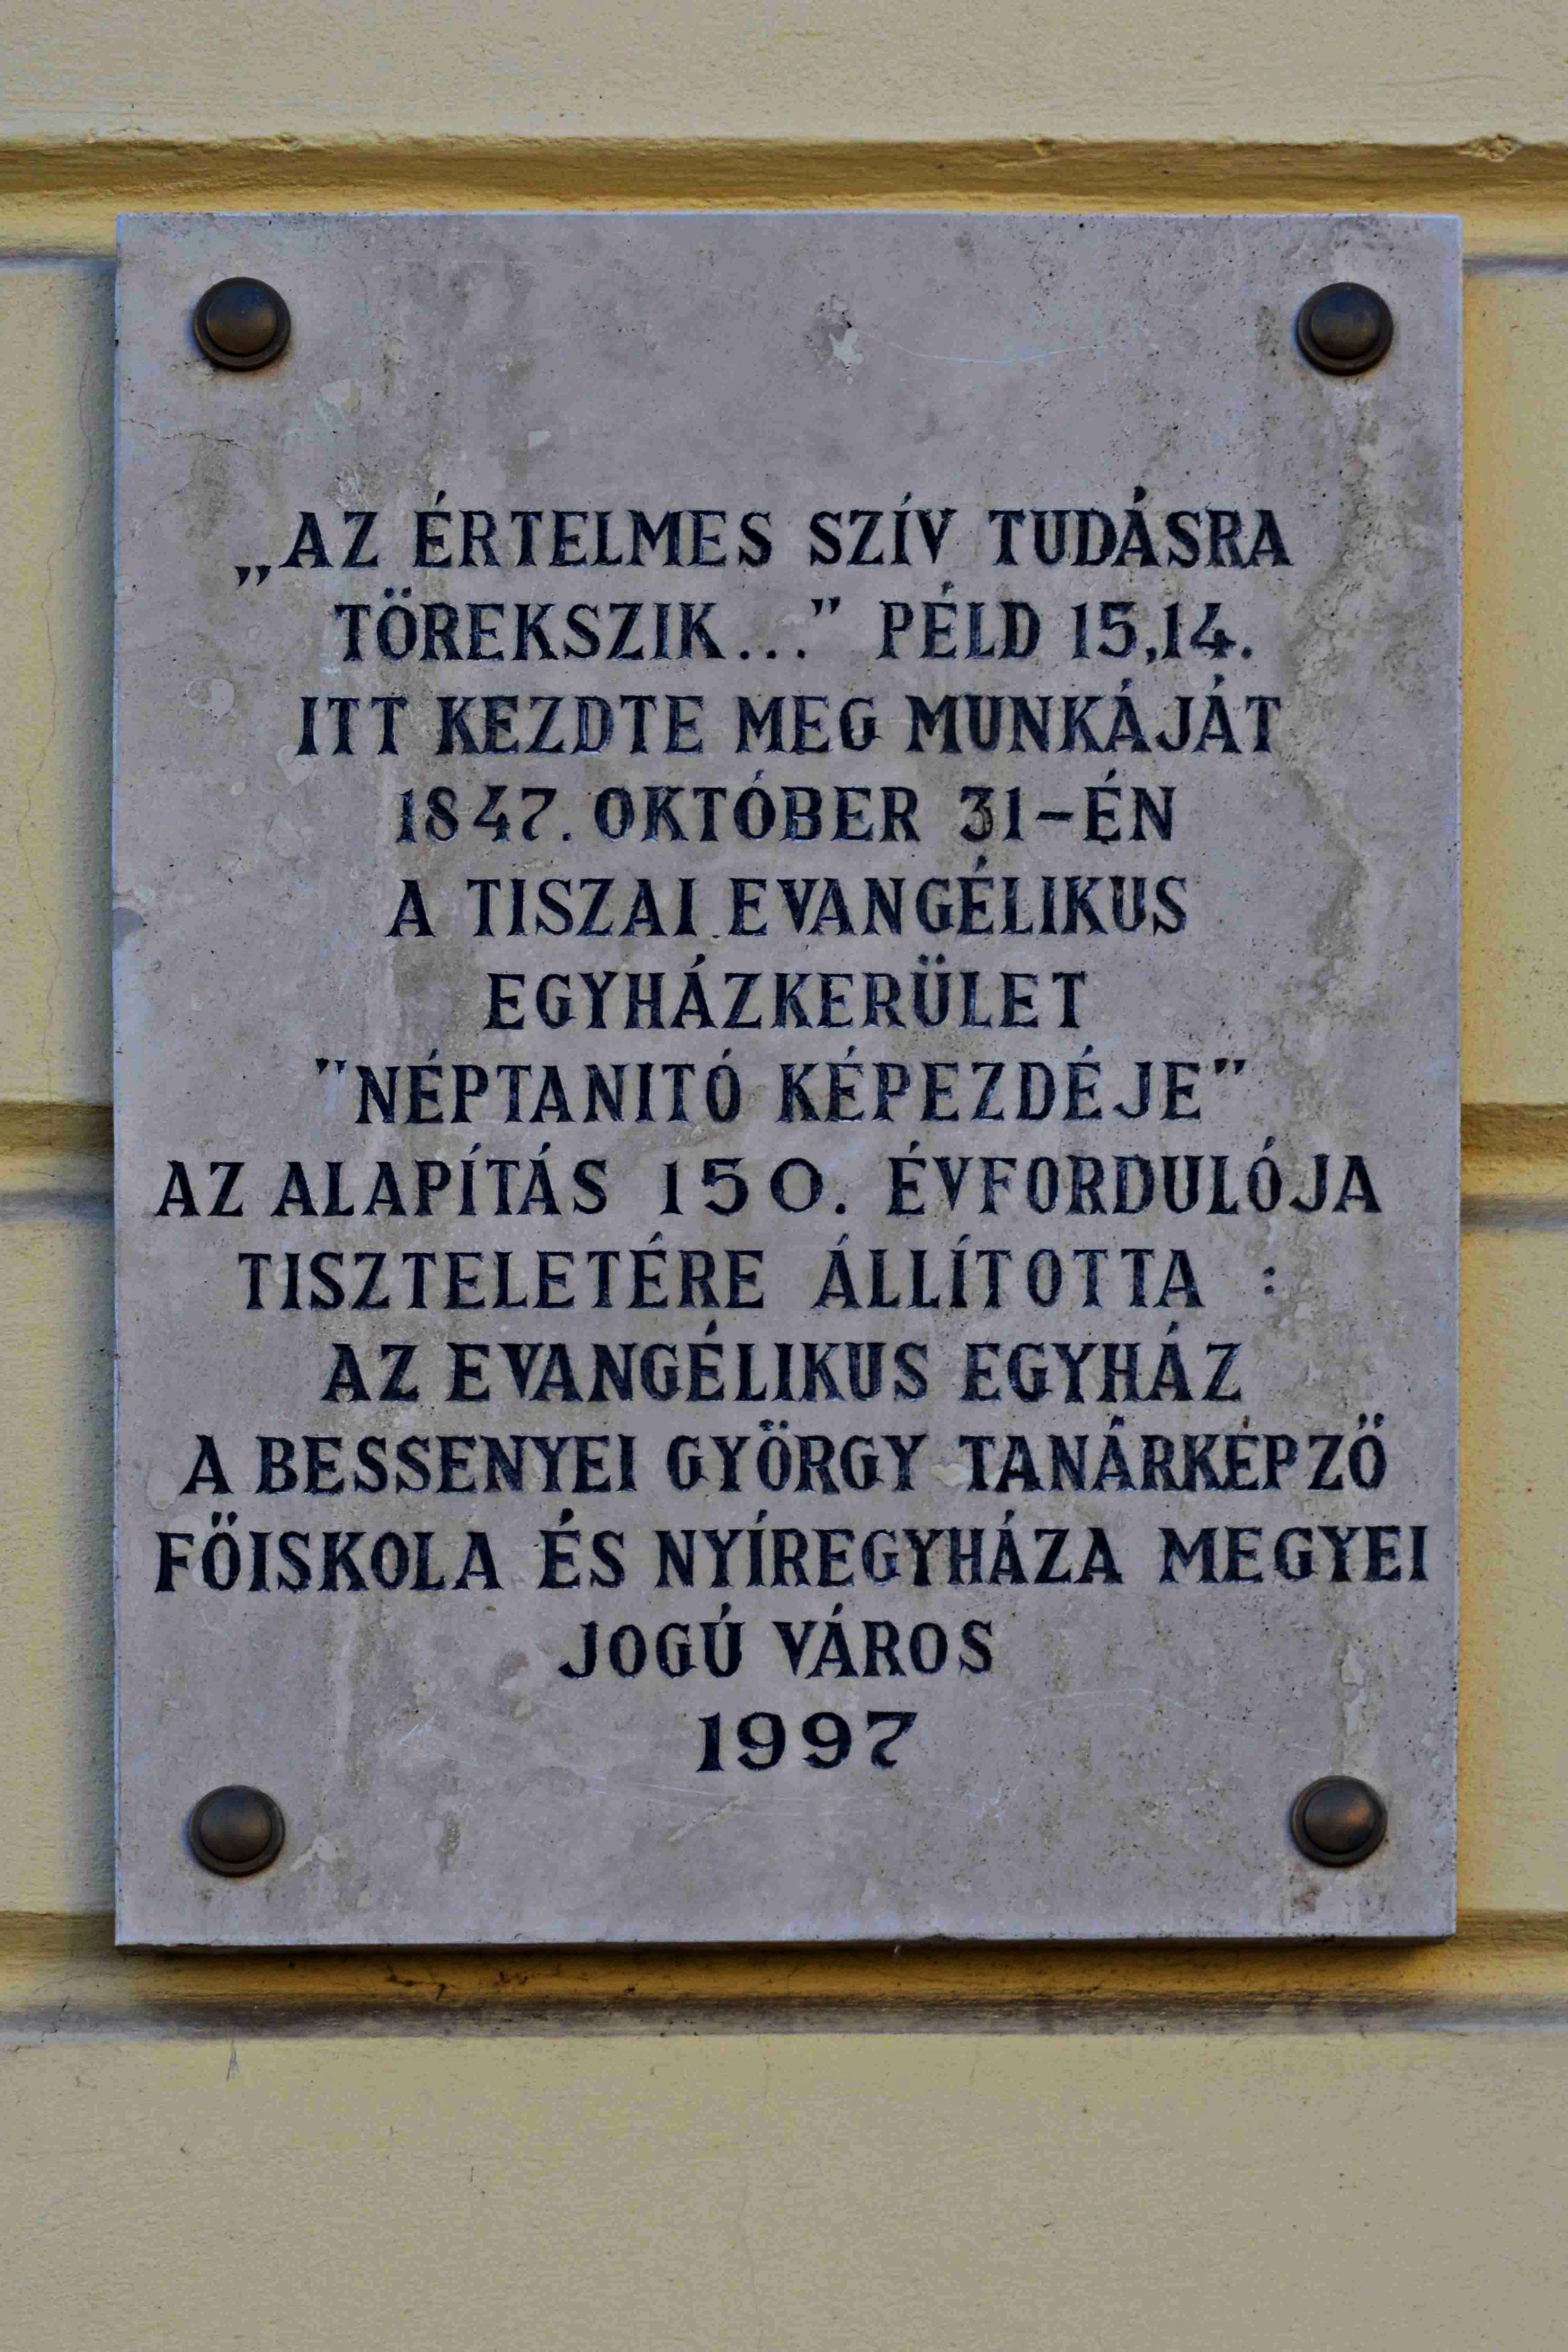 „AZ ÉRTELMES SZÍV TUDÁSRA
TÖREKSZIK...” PÉLD 15,14.
ITT KEZDTE MEG MUNKÁJÁT
1847. OKTÓBER 31-ÉN
A TISZAI EVANGÉLIKUS
EGYHÁZKERÜLET
"NÉPTANITÓ KÉPEZDÉJE"
AZ ALAPÍTÁS 150. ÉVFORDULÓJA
TISZTELETÉRE ÁLLÍTOTTA :
AZ EVANGÉLIKUS EGYHÁZ
A BESSENYEI GYÖRGY TANÁRKÉPZŐ
FŐISKOLA ÉS NYÍREGYHÁZA MEGYEI
JOGÚ VÁROS
1997